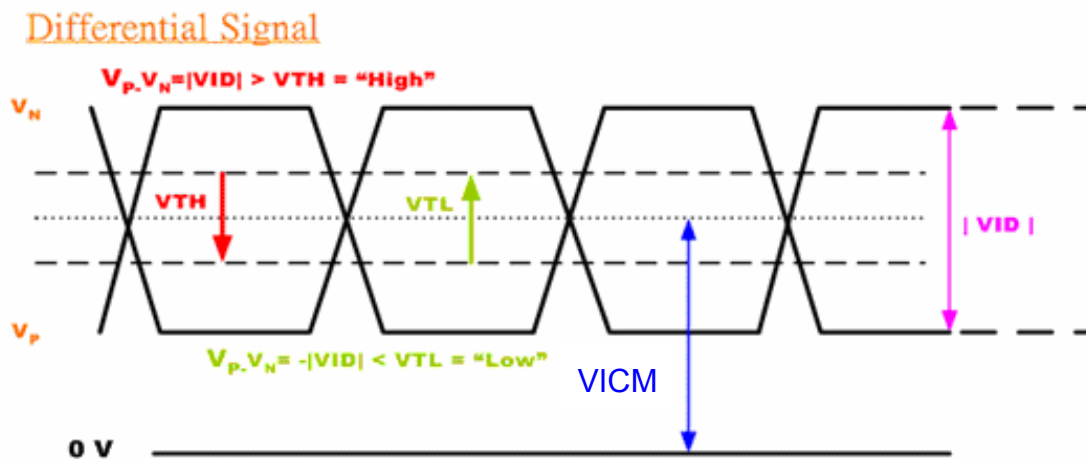 Differential Signal
VP-VN=|VID| > VTH = “High”
VN
VTH
VTL
| VID |
VP
VP-VN= -|VID| < VTL = “Low”
VICM
0 V